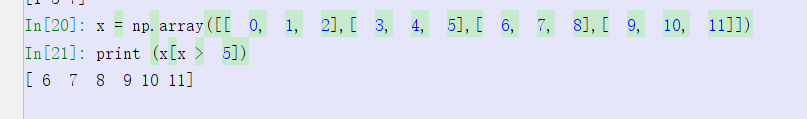 In[20]: x = np.array([[ 0, 1, 2],[ 3, 4, 5],[ 6, 7, 8],[ 9, 10, 11]])
In[21]: print (x[x > 5])
[ 6 7 8 9 10 11]